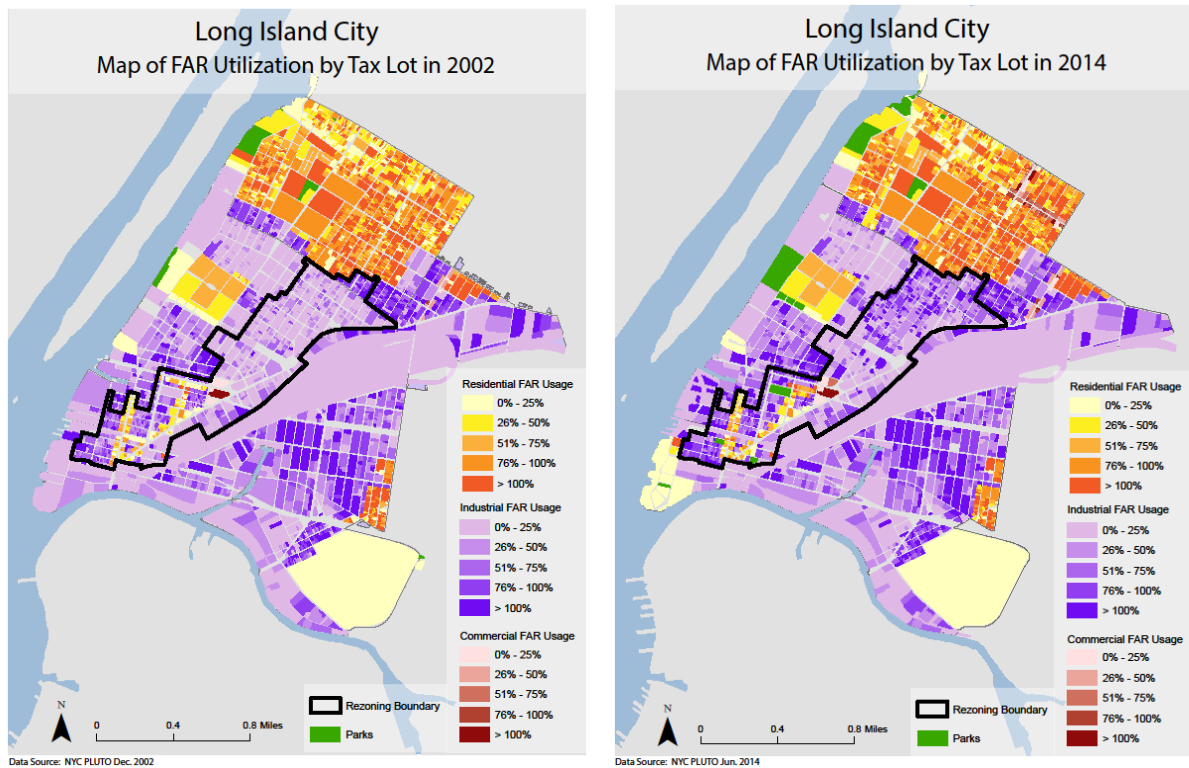 Long Island City
Map of FAR Utilization by Tax Lot in 2002
Residential FAR Usage
0% - 25%
26% - 50%
51% - 75%
76% - 100%
> 100%
Industrial FAR Usage
0% - 25%
26% - 50%
51% - 75%
76% - 100%
> 100%
Commercial FAR Usage
0% - 25%
26% - 50%
51% - 75%
76% - 100%
> 100%
Rezoning Boundary
Parks
N
0 0.4 0.8 Miles
Data Source: NYC PLUTO Dec. 2002
Long Island City
Map of FAR Utilization by Tax Lot in 2014
Residential FAR Usage
0% - 25%
26% - 50%
51% - 75%
76% - 100%
> 100%
Industrial FAR Usage
0% - 25%
26% - 50%
51% - 75%
76% - 100%
> 100%
Commercial FAR Usage
0% - 25%
26% - 50%
51% - 75%
76% - 100%
> 100%
Rezoning Boundary
Parks
N
0 0.4 0.8 Miles
Data Source: NYC PLUTO Jun. 2014